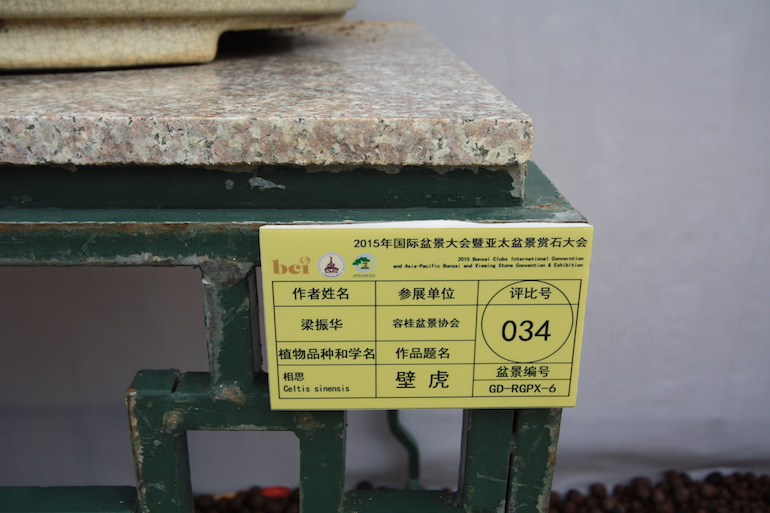 2015年国际盆景大会暨亚太盆景赏石大会
2015 Bonsai Clubs International Convenrtion
and Asia-Pacific Bonsai and Viewing Stone Convention & Exhibition
bci
作者姓名 参展单位 评比号
梁振华 容桂盆景协会 034
植物品种和学名 作品题名 盆景编号
相思 壁虎 GD-RGPX-6
Celtis sinensis